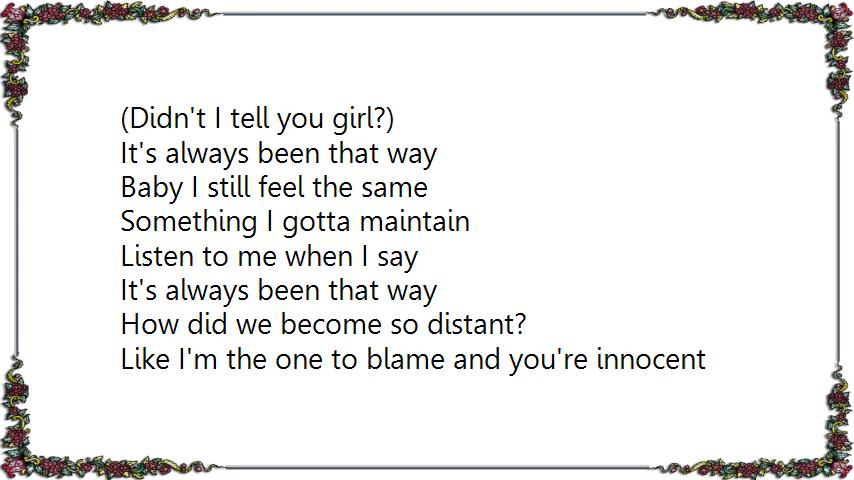 (Didn't I tell you girl?)
It's always been that way
Baby I still feel the same
Something I gotta maintain
Listen to me when I say
It's always been that way
How did we become so distant?
Like I'm the one to blame and you're innocent